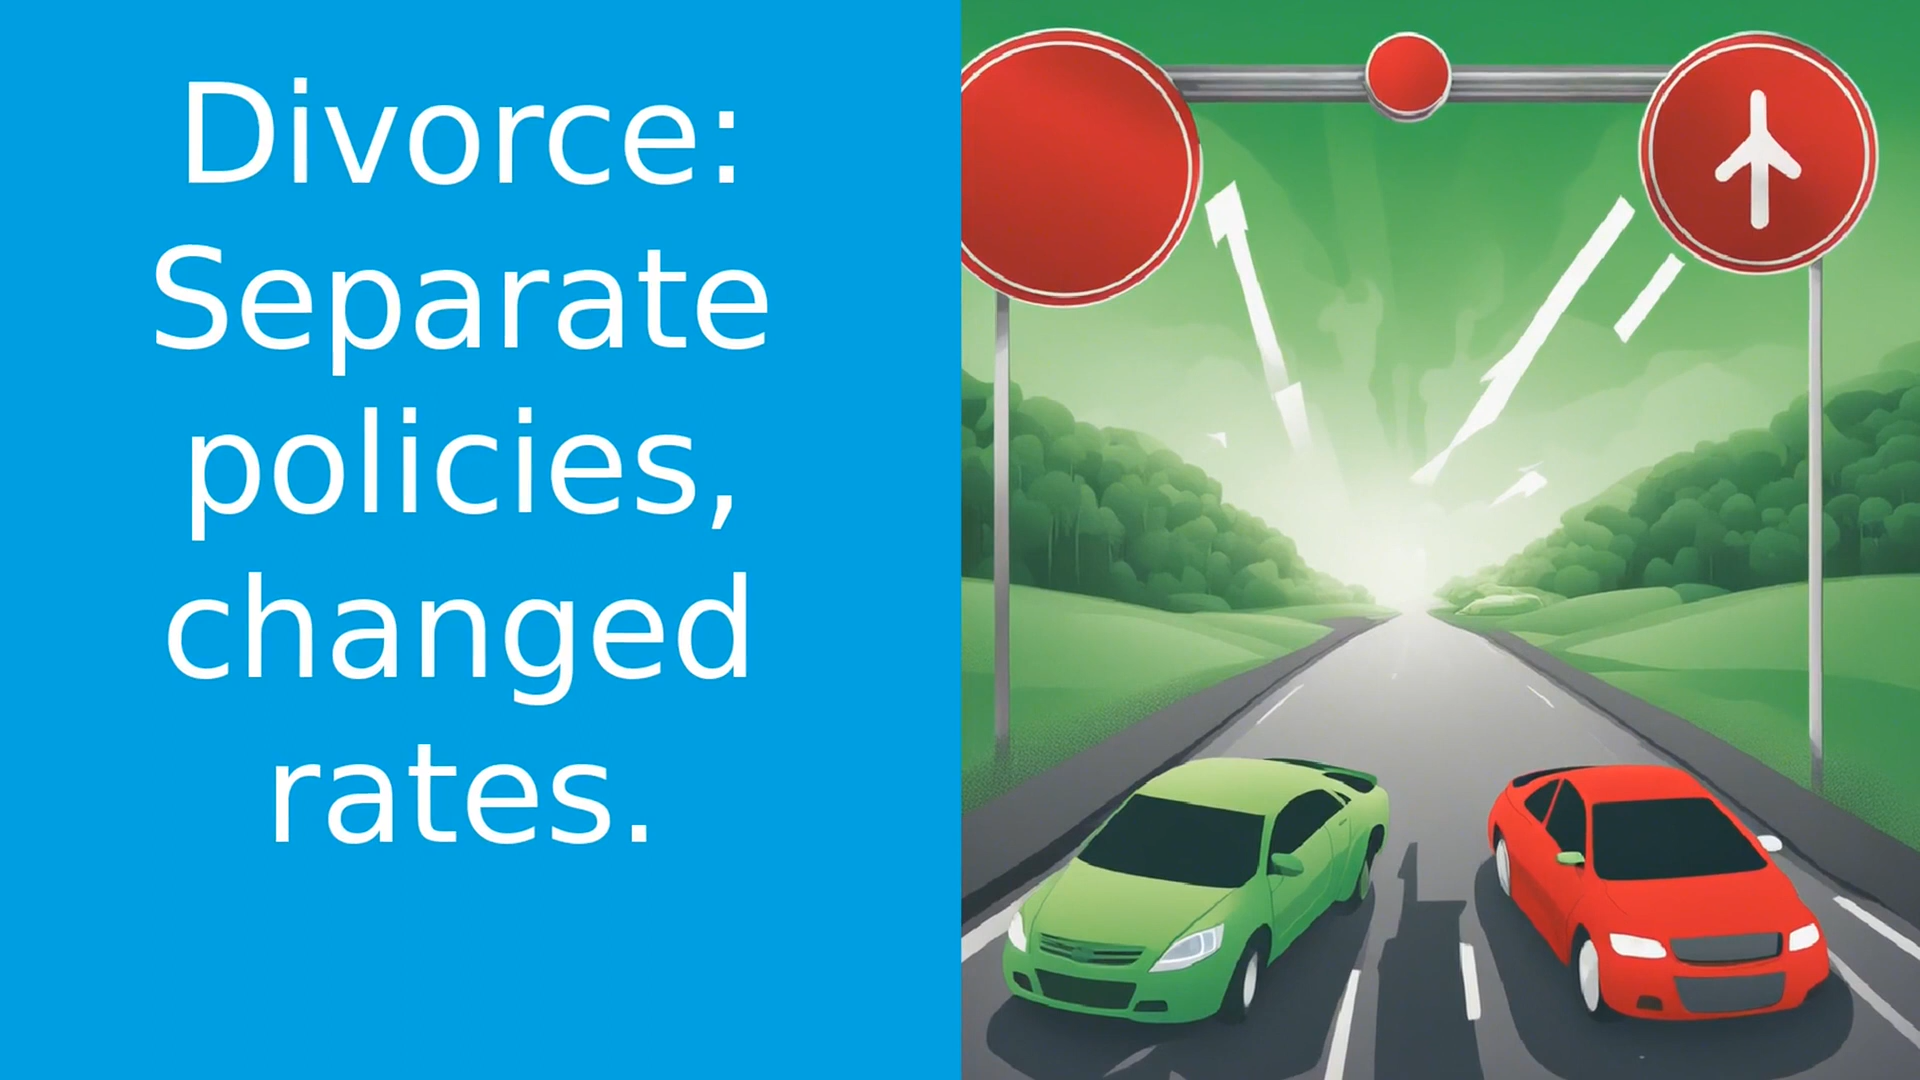 Divorce:
Separate
policies,
changed
rates.